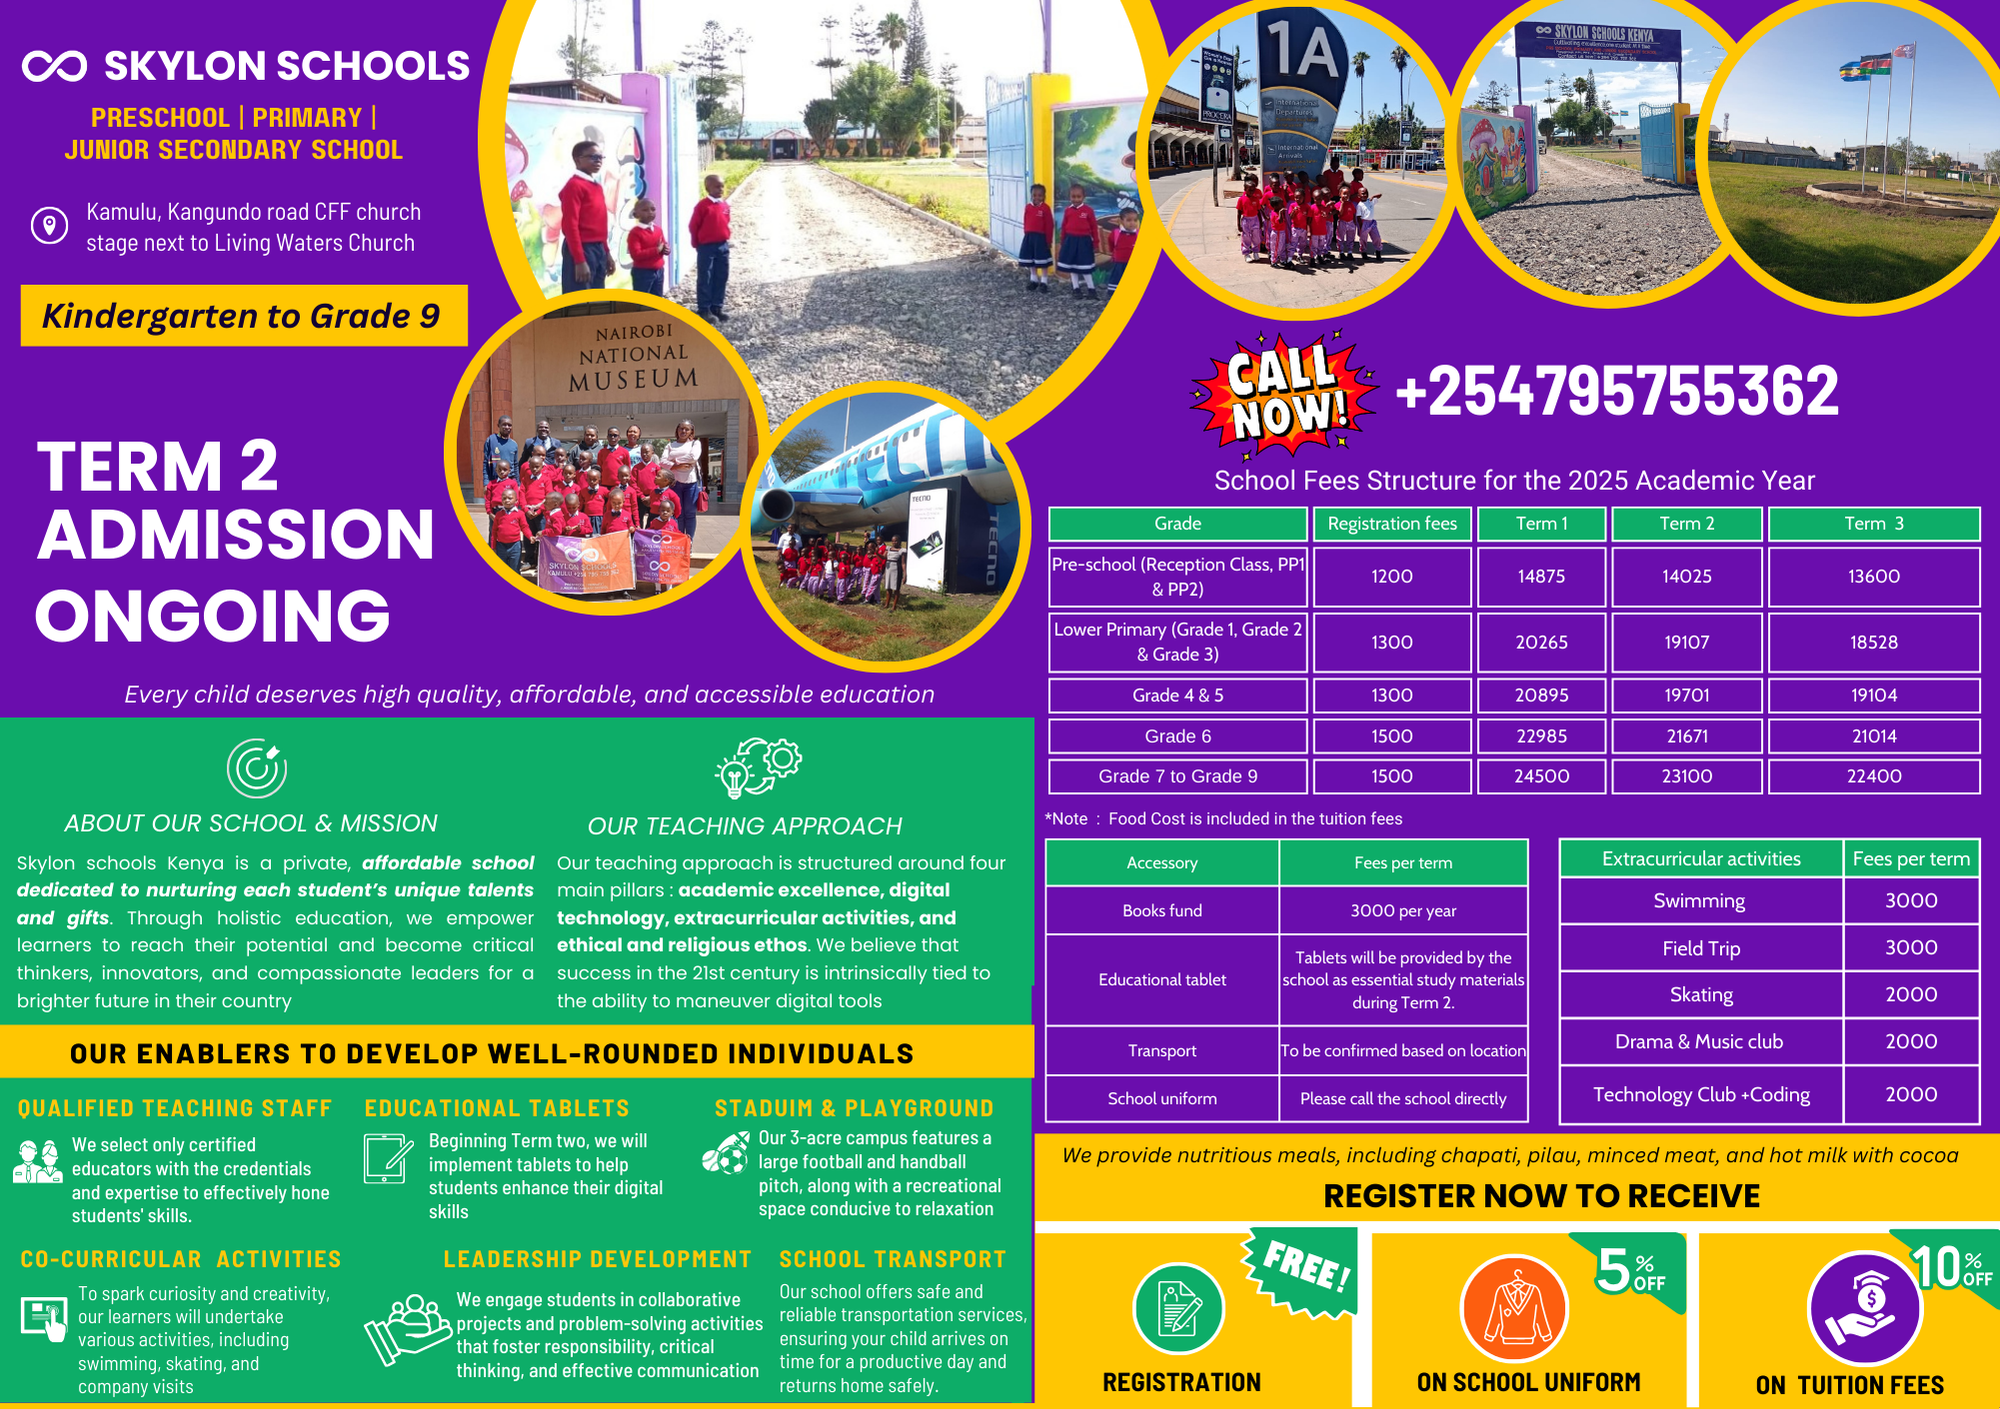 SKYLON SCHOOLS
PRESCHOOL | PRIMARY |
JUNIOR SECONDARY SCHOOL
Kamulu, Kangundo road CFF church
stage next to Living Waters Church
Kindergarten to Grade 9
TERM 2
ADMISSION
ONGOING
NAIROBI
NATIONAL
MUSEUM
SKYLON SCHOOLS
TECNO
TECNO
1A
International
Departures
International
Arrivals
PROCERA
SKYLON SCHOOLS KENYA
Every child deserves high quality, affordable, and accessible education
ABOUT OUR SCHOOL & MISSION
Skylon schools Kenya is a private, affordable school
dedicated to nurturing each student's unique talents
and gifts. Through holistic education, we empower
learners to reach their potential and become critical
thinkers, innovators, and compassionate leaders for a
brighter future in their country
OUR TEACHING APPROACH
Our teaching approach is structured around four
main pillars : academic excellence, digital
technology, extracurricular activities, and
ethical and religious ethos. We believe that
success in the 21st century is intrinsically tied to
the ability to maneuver digital tools
OUR ENABLERS TO DEVELOP WELL-ROUNDED INDIVIDUALS
QUALIFIED TEACHING STAFF
We select only certified
educators with the credentials
and expertise to effectively hone
students' skills.
EDUCATIONAL TABLETS
Beginning Term two, we will
implement tablets to help
students enhance their digital
skills
STADUIM & PLAYGROUND
Our 3-acre campus features a
large football and handball
pitch, along with a recreational
space conducive to relaxation
CO-CURRICULAR ACTIVITIES
To spark curiosity and creativity,
our learners will undertake
various activities, including
swimming, skating, and
company visits
LEADERSHIP DEVELOPMENT
We engage students in collaborative
projects and problem-solving activities
that foster responsibility, critical
thinking, and effective communication
SCHOOL TRANSPORT
Our school offers safe and
reliable transportation services,
ensuring your child arrives on
time for a productive day and
returns home safely.
CALL
NOW!
+254795755362
School Fees Structure for the 2025 Academic Year
Grade Registration fees Term 1 Term 2 Term 3
Pre-school (Reception Class, PP1
& PP2) 1200 14875 14025 13600
Lower Primary (Grade 1, Grade 2
& Grade 3) 1300 20265 19107 18528
Grade 4 & 5 1300 20895 19701 19104
Grade 6 1500 22985 21671 21014
Grade 7 to Grade 9 1500 24500 23100 22400
*Note : Food Cost is included in the tuition fees
Accessory Fees per term
Books fund 3000 per year
Educational tablet Tablets will be provided by the
school as essential study materials
during Term 2.
Transport To be confirmed based on location
School uniform Please call the school directly
Extracurricular activities Fees per term
Swimming 3000
Field Trip 3000
Skating 2000
Drama & Music club 2000
Technology Club +Coding 2000
We provide nutritious meals, including chapati, pilau, minced meat, and hot milk with cocoa
REGISTER NOW TO RECEIVE
FREE!
REGISTRATION
5% OFF
ON SCHOOL UNIFORM
10% OFF
$
ON TUITION FEES